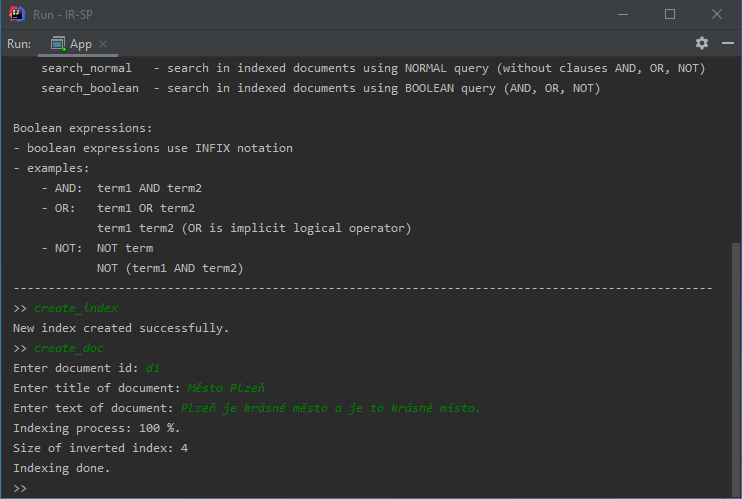 Run - IR-SP
Run: App
search_normal - search in indexed documents using NORMAL query (without clauses AND, OR, NOT)
search_boolean - search in indexed documents using BOOLEAN query (AND, OR, NOT)
Boolean expressions:
- boolean expressions use INFIX notation
- examples:
- AND: term1 AND term2
- OR: term1 OR term2
term1 term2 (OR is implicit logical operator)
- NOT: NOT term
NOT (term1 AND term2)
----------------------------------------------------------------------------------------------------
>> create_index
New index created successfully.
>> create_doc
Enter document id: d1
Enter title of document: Město Plzeň
Enter text of document: Plzeň je krásné město a je to krásné místo.
Indexing process: 100 %.
Size of inverted index: 4
Indexing done.
>>